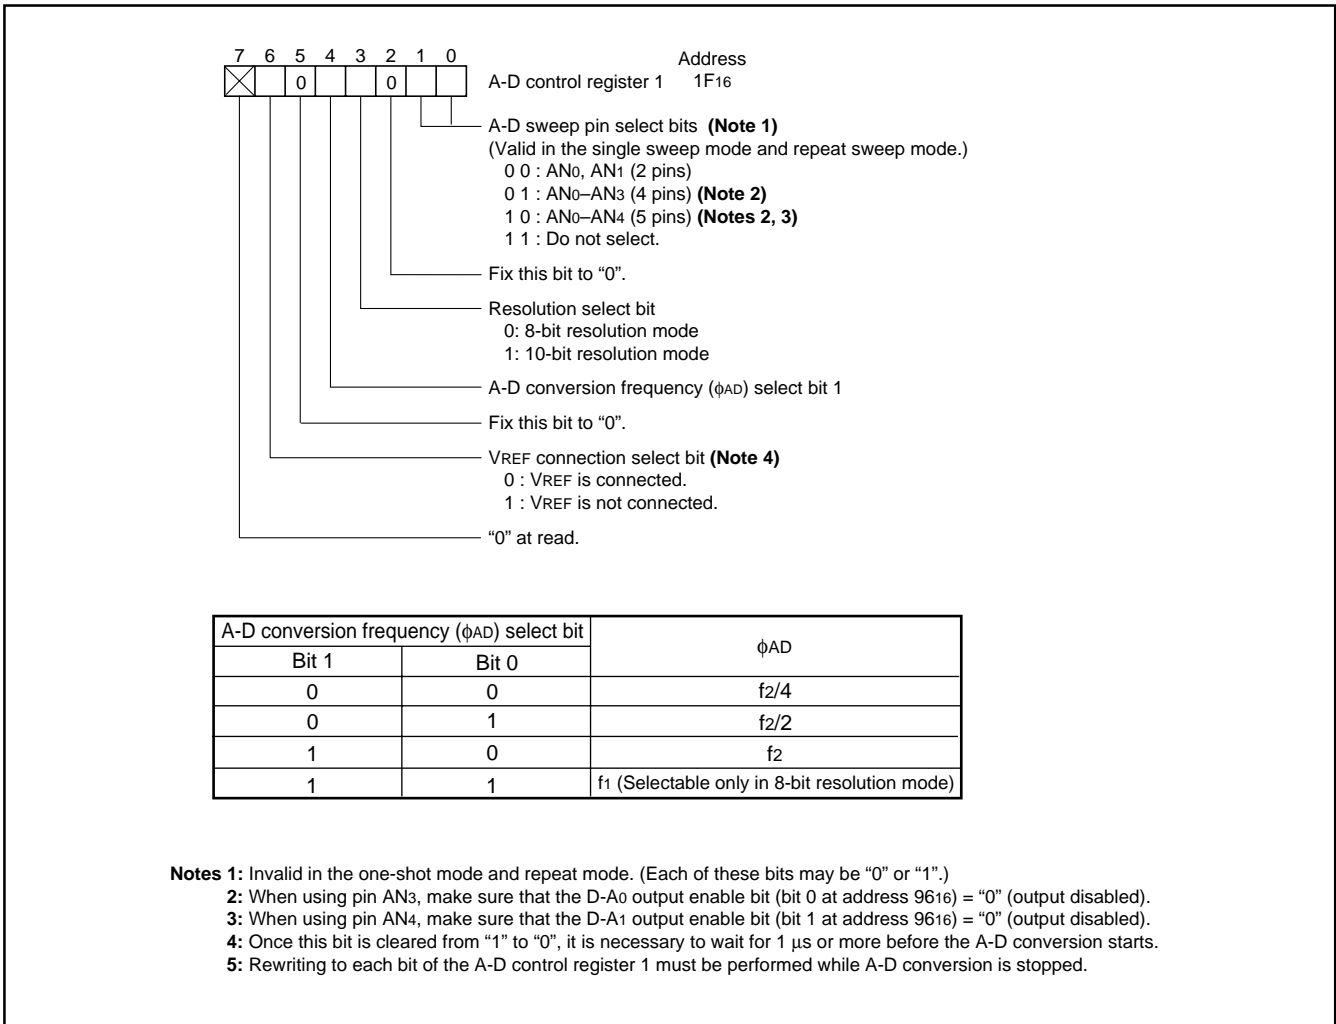 7 6 5 4 3 2 1 0
Address
0 0
A-D control register 1 1F16
A-D sweep pin select bits (Note 1)
(Valid in the single sweep mode and repeat sweep mode.)
0 0 : AN0, AN1 (2 pins)
0 1 : AN0–AN3 (4 pins) (Note 2)
1 0 : AN0–AN4 (5 pins) (Notes 2, 3)
1 1 : Do not select.
Fix this bit to “0”.
Resolution select bit
0: 8-bit resolution mode
1: 10-bit resolution mode
A-D conversion frequency (ϕAD) select bit 1
Fix this bit to “0”.
VREF connection select bit (Note 4)
0 : VREF is connected.
1 : VREF is not connected.
“0” at read.
A-D conversion frequency (ϕAD) select bit
ϕAD
Bit 1 Bit 0
0 0 f2/4
0 1 f2/2
1 0 f2
1 1 f1 (Selectable only in 8-bit resolution mode)
Notes 1: Invalid in the one-shot mode and repeat mode. (Each of these bits may be “0” or “1”.)
2: When using pin AN3, make sure that the D-A0 output enable bit (bit 0 at address 9616) = “0” (output disabled).
3: When using pin AN4, make sure that the D-A1 output enable bit (bit 1 at address 9616) = “0” (output disabled).
4: Once this bit is cleared from “1” to “0”, it is necessary to wait for 1 µs or more before the A-D conversion starts.
5: Rewriting to each bit of the A-D control register 1 must be performed while A-D conversion is stopped.